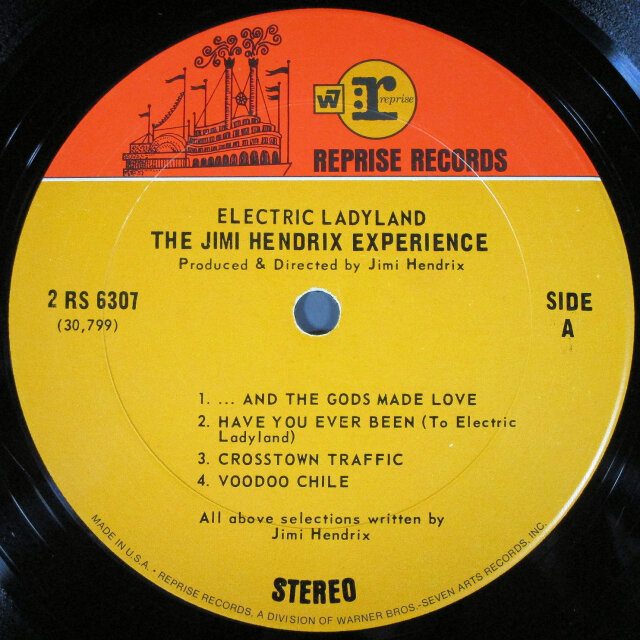 W7
r
:reprise
REPRISE RECORDS
ELECTRIC LADYLAND
THE JIMI HENDRIX EXPERIENCE
Produced & Directed by Jimi Hendrix
2 RS 6307
(30,799)
SIDE
A
1. ... AND THE GODS MADE LOVE
2. HAVE YOU EVER BEEN (To Electric
Ladyland)
3. CROSSTOWN TRAFFIC
4. VOODOO CHILE
All above selections written by
Jimi Hendrix
STEREO
MADE IN U.S.A. • REPRISE RECORDS, A DIVISION OF WARNER BROS.-SEVEN ARTS RECORDS, INC.